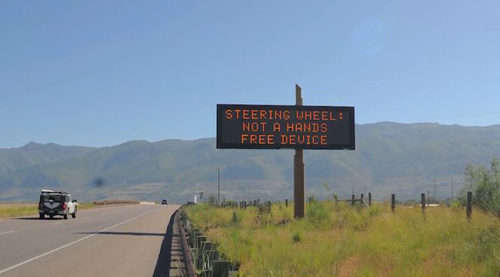 STEERING WHEEL:
NOT A HANDS
FREE DEVICE